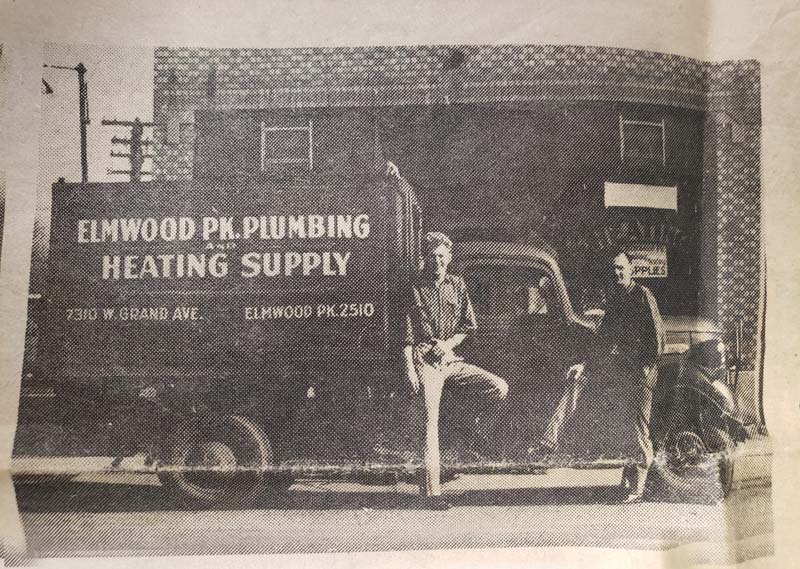 ELMWOOD PK. PLUMBING
AND
HEATING SUPPLY
7310 W. GRAND AVE. ELMWOOD PK. 2510
SUPPLIES